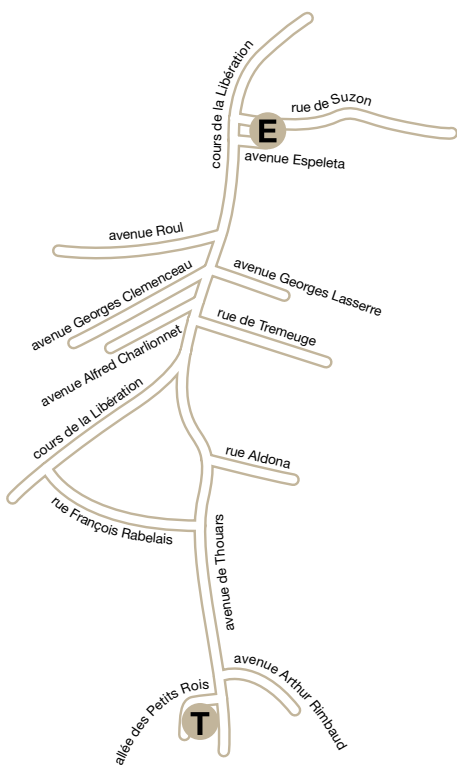 cours de la Libération
rue de Suzon
E
avenue Espeleta
avenue Roul
avenue Georges Clemenceau
avenue Georges Lasserre
rue de Tremeuge
avenue Alfred Charlionnet
cours de la Libération
rue Aldona
rue François Rabelais
avenue de Thouars
avenue Arthur Rimbaud
allée des Petits Rois
T